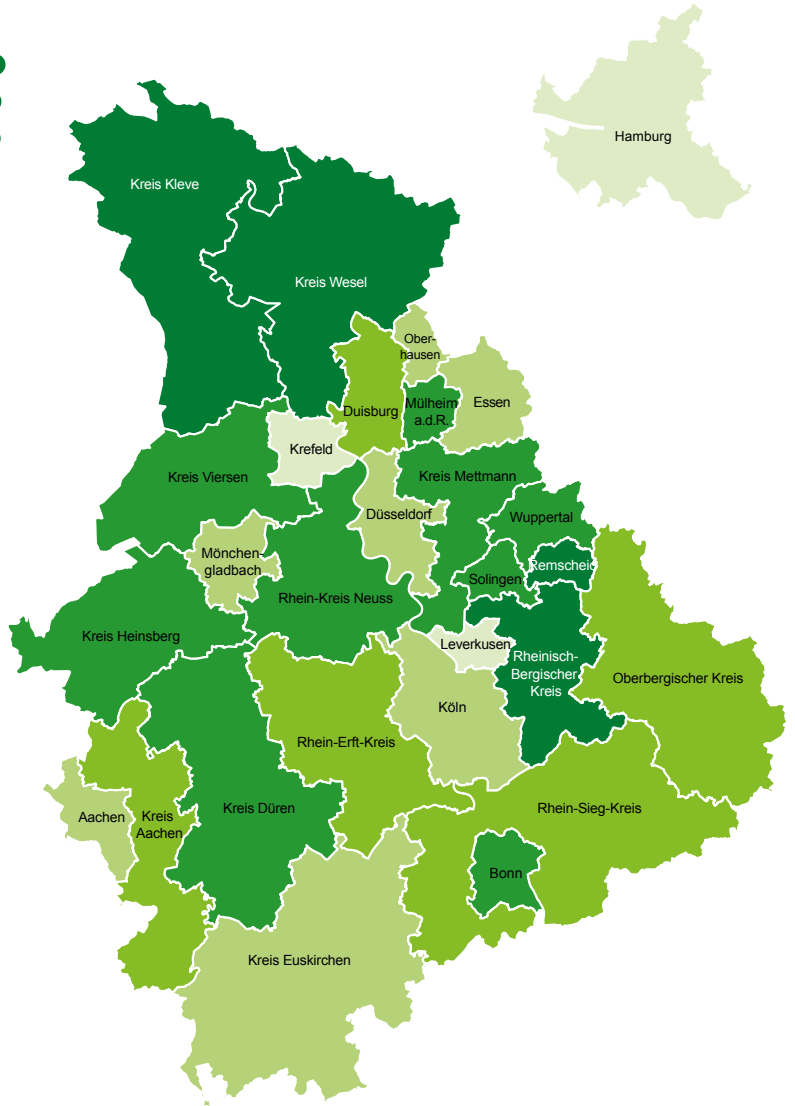 Hamburg
Kreis Kleve
Kreis Wesel
Ober-
hausen
Duisburg
Mülheim
a.d.R.
Essen
Krefeld
Kreis Viersen
Kreis Mettmann
Düsseldorf
Wuppertal
Mönchen-
gladbach
Remscheid
Solingen
Rhein-Kreis Neuss
Kreis Heinsberg
Leverkusen
Rheinisch-
Bergischer
Kreis
Oberbergischer Kreis
Köln
Rhein-Erft-Kreis
Kreis Düren
Rhein-Sieg-Kreis
Aachen
Kreis
Aachen
Bonn
Kreis Euskirchen